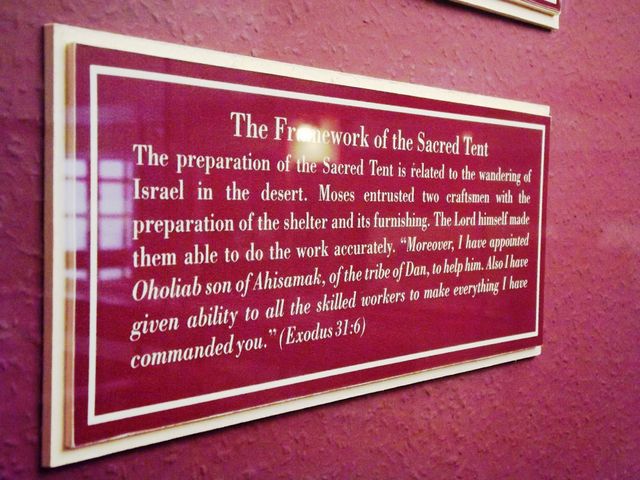 The Framework of the Sacred Tent
The preparation of the Sacred Tent is related to the wandering of
Israel in the desert. Moses entrusted two craftsmen with the
preparation of the shelter and its furnishing. The Lord himself made
them able to do the work accurately. “Moreover, I have appointed
Oholiab son of Ahisamak, of the tribe of Dan, to help him. Also I have
given ability to all the skilled workers to make everything I have
commanded you.” (Exodus 31:6)